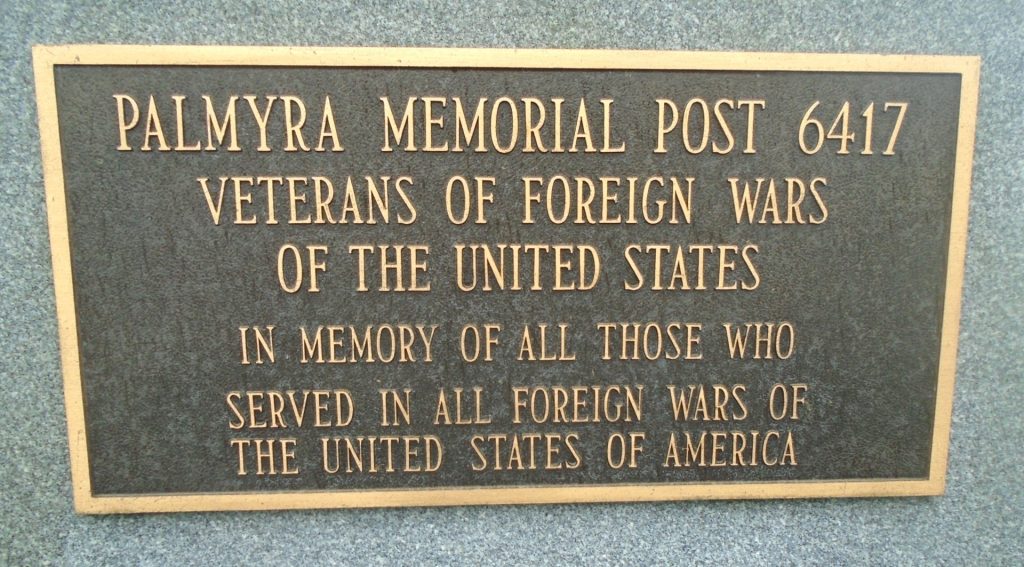 PALMYRA MEMORIAL POST 6417
VETERANS OF FOREIGN WARS
OF THE UNITED STATES
IN MEMORY OF ALL THOSE WHO
SERVED IN ALL FOREIGN WARS OF
THE UNITED STATES OF AMERICA